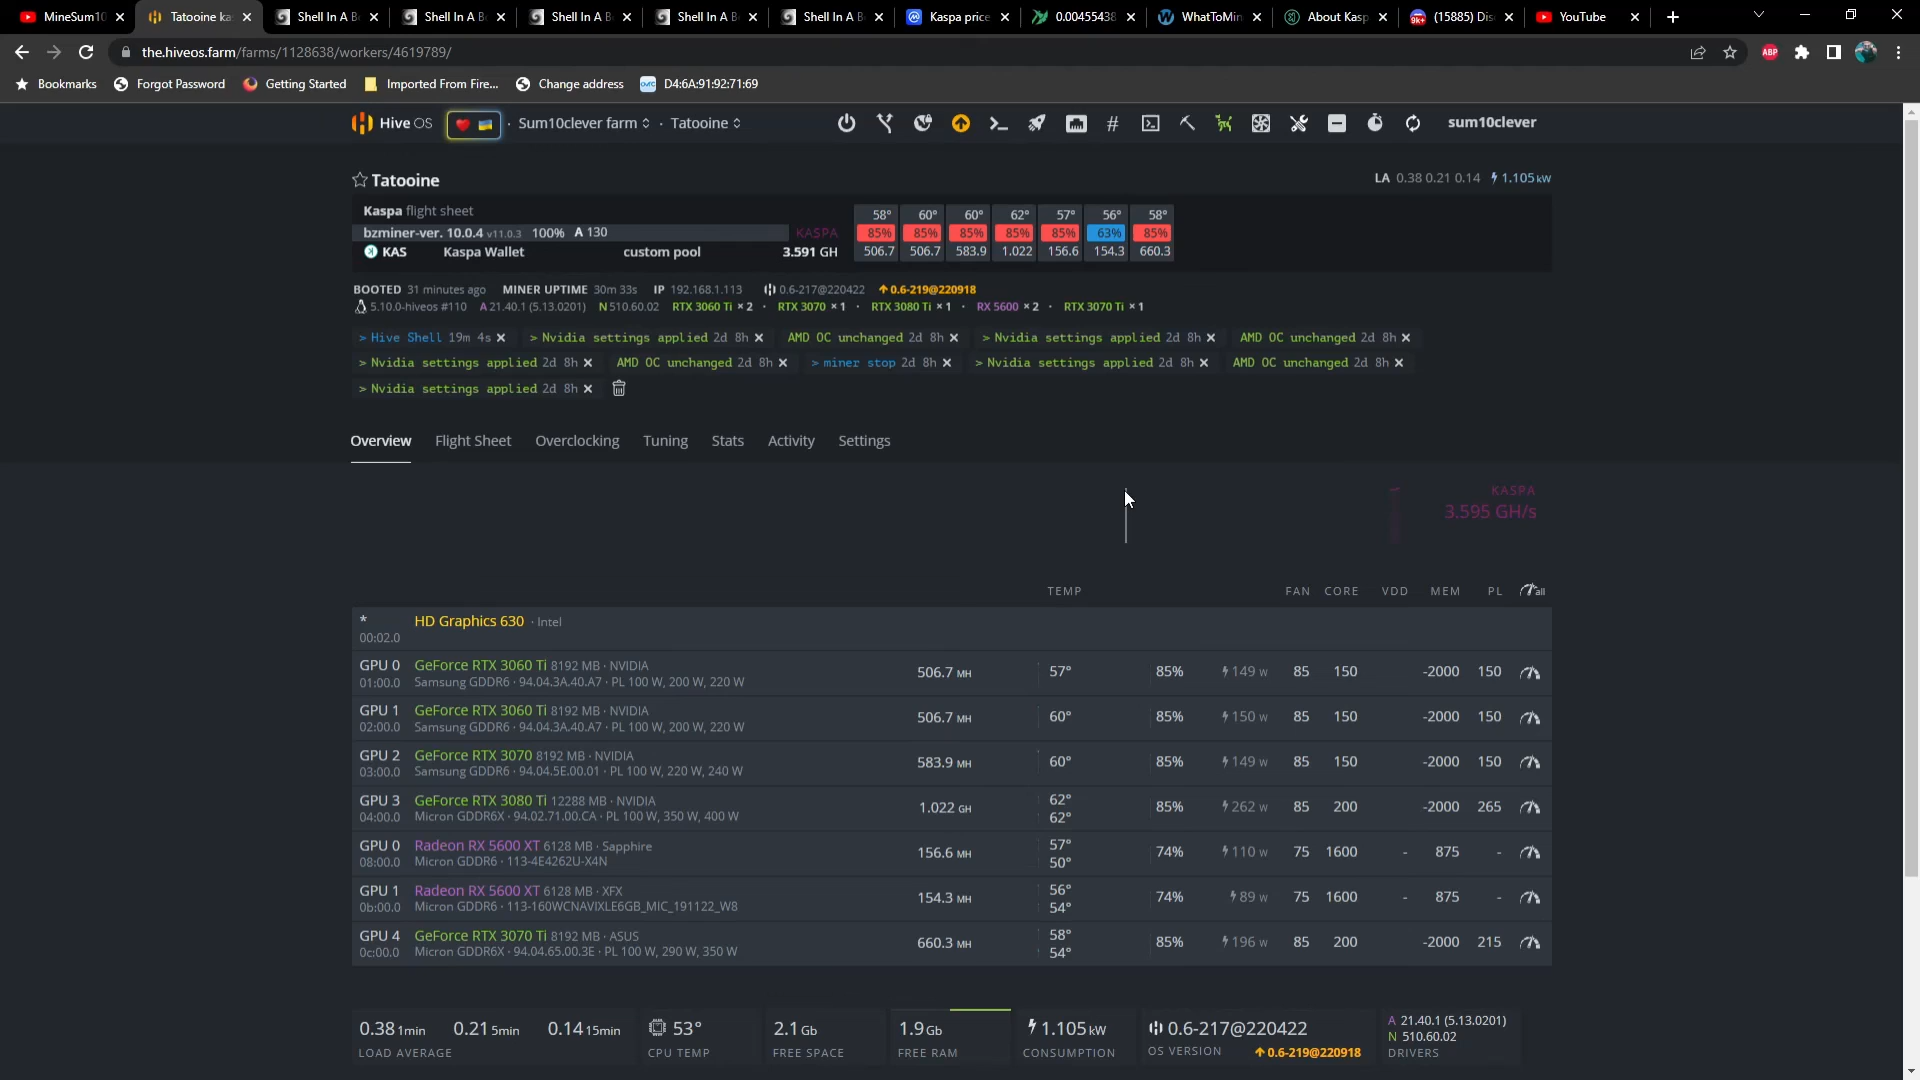 MineSum10
Tatooine ka
Shell In A B
Shell In A B
Shell In A B
Shell In A B
Shell In A B
Kaspa price
0.00455438
WhatToMin
About Kasp
(15885) Dis
YouTube
the.hiveos.farm/farms/1128638/workers/4619789/
ABP
Bookmarks
Forgot Password
Getting Started
Imported From Fire...
Change address
D4:6A:91:92:71:69
Hive OS · Sum10clever farm · Tatooine
sum10clever
Tatooine
LA 0.38 0.21 0.14 1.105 kW
Kaspa flight sheet
58° 60° 60° 62° 57° 56° 58°
bzminer-ver. 10.0.4 v11.0.3 100% A 130 KASPA 85% 85% 85% 85% 85% 63% 85%
KAS Kaspa Wallet custom pool 3.591 GH 506.7 506.7 583.9 1.022 156.6 154.3 660.3
BOOTED 31 minutes ago MINER UPTIME 30m 33s IP 192.168.1.113 0.6-217@220422 0.6-219@220918
5.10.0-hiveos #110 A 21.40.1 (5.13.0201) N 510.60.02 RTX 3060 Ti × 2 · RTX 3070 × 1 · RTX 3080 Ti × 1 · RX 5600 × 2 · RTX 3070 Ti × 1
> Hive Shell 19m 4s × > Nvidia settings applied 2d 8h × AMD OC unchanged 2d 8h × > Nvidia settings applied 2d 8h × AMD OC unchanged 2d 8h ×
> Nvidia settings applied 2d 8h × AMD OC unchanged 2d 8h × > miner stop 2d 8h × > Nvidia settings applied 2d 8h × AMD OC unchanged 2d 8h ×
> Nvidia settings applied 2d 8h ×
Overview Flight Sheet Overclocking Tuning Stats Activity Settings
KASPA
3.595 GH/s
TEMP FAN CORE VDD MEM PL all
* HD Graphics 630 · Intel
00:02.0
GPU 0 GeForce RTX 3060 Ti 8192 MB · NVIDIA 506.7 MH 57° 85% 149 W 85 150 -2000 150
01:00.0 Samsung GDDR6 · 94.04.3A.40.A7 · PL 100 W, 200 W, 220 W
GPU 1 GeForce RTX 3060 Ti 8192 MB · NVIDIA 506.7 MH 60° 85% 150 W 85 150 -2000 150
02:00.0 Samsung GDDR6 · 94.04.3A.40.A7 · PL 100 W, 200 W, 220 W
GPU 2 GeForce RTX 3070 8192 MB · NVIDIA 583.9 MH 60° 85% 149 W 85 150 -2000 150
03:00.0 Samsung GDDR6 · 94.04.5E.00.01 · PL 100 W, 220 W, 240 W
GPU 3 GeForce RTX 3080 Ti 12288 MB · NVIDIA 1.022 GH 62° 85% 262 W 85 200 -2000 265
04:00.0 Micron GDDR6X · 94.02.71.00.CA · PL 100 W, 350 W, 400 W 62°
GPU 0 Radeon RX 5600 XT 6128 MB · Sapphire 156.6 MH 57° 74% 110 W 75 1600 - 875 -
08:00.0 Micron GDDR6 · 113-4E4262U-X4N 50°
GPU 1 Radeon RX 5600 XT 6128 MB · XFX 154.3 MH 56° 74% 89 W 75 1600 - 875 -
0b:00.0 Micron GDDR6 · 113-160WCNAVIXLE6GB_MIC_191122_W8 54°
GPU 4 GeForce RTX 3070 Ti 8192 MB · ASUS 660.3 MH 58° 85% 196 W 85 200 -2000 215
0c:00.0 Micron GDDR6X · 94.04.65.00.3E · PL 100 W, 290 W, 350 W 54°
0.38 1min 0.21 5min 0.14 15min 53° 2.1 Gb 1.9 Gb 1.105 kW 0.6-217@220422 A 21.40.1 (5.13.0201)
N 510.60.02
LOAD AVERAGE CPU TEMP FREE SPACE FREE RAM CONSUMPTION OS VERSION 0.6-219@220918 DRIVERS